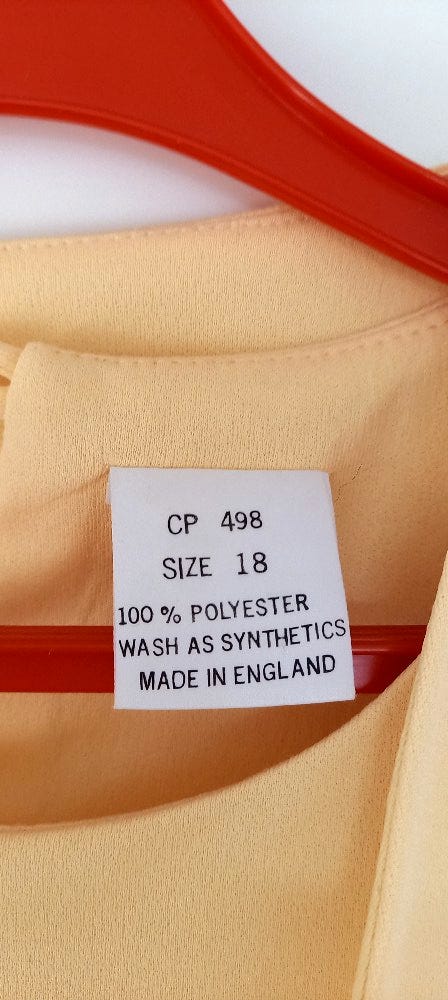 CP 498
SIZE 18
100 % POLYESTER
WASH AS SYNTHETICS
MADE IN ENGLAND